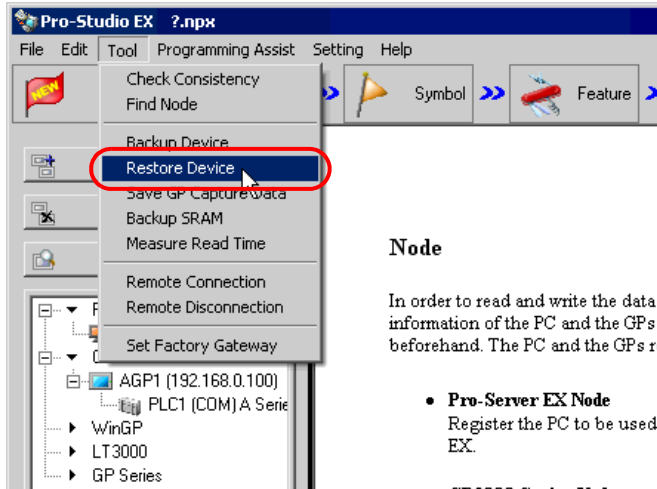 Pro-Studio EX ?.npx
File Edit Tool Programming Assist Setting Help
NEW
Symbol
Feature
Check Consistency
Find Node
Backup Device
Restore Device
Save GP Capture Data
Backup SRAM
Measure Read Time
Remote Connection
Remote Disconnection
Set Factory Gateway
AGP1 (192.168.0.100)
PLC1 (COM) A Serie
WinGP
LT3000
GP Series
Node
In order to read and write the data
information of the PC and the GPs
beforehand. The PC and the GPs r
• Pro-Server EX Node
Register the PC to be used
EX.